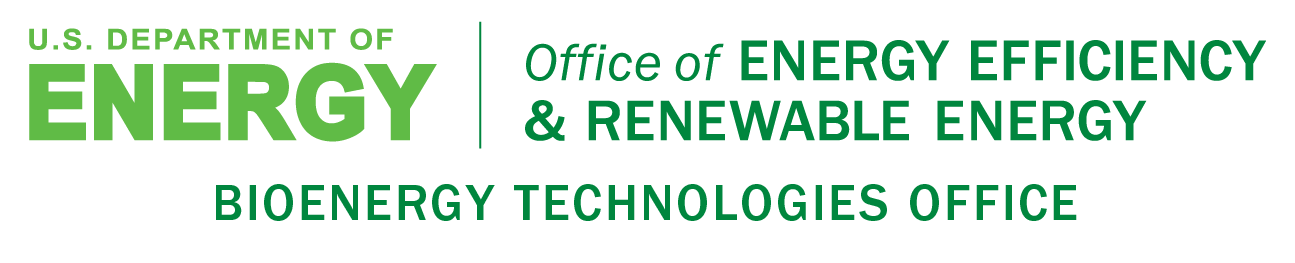 U.S. DEPARTMENT OF
ENERGY
Office of ENERGY EFFICIENCY
& RENEWABLE ENERGY
BIOENERGY TECHNOLOGIES OFFICE